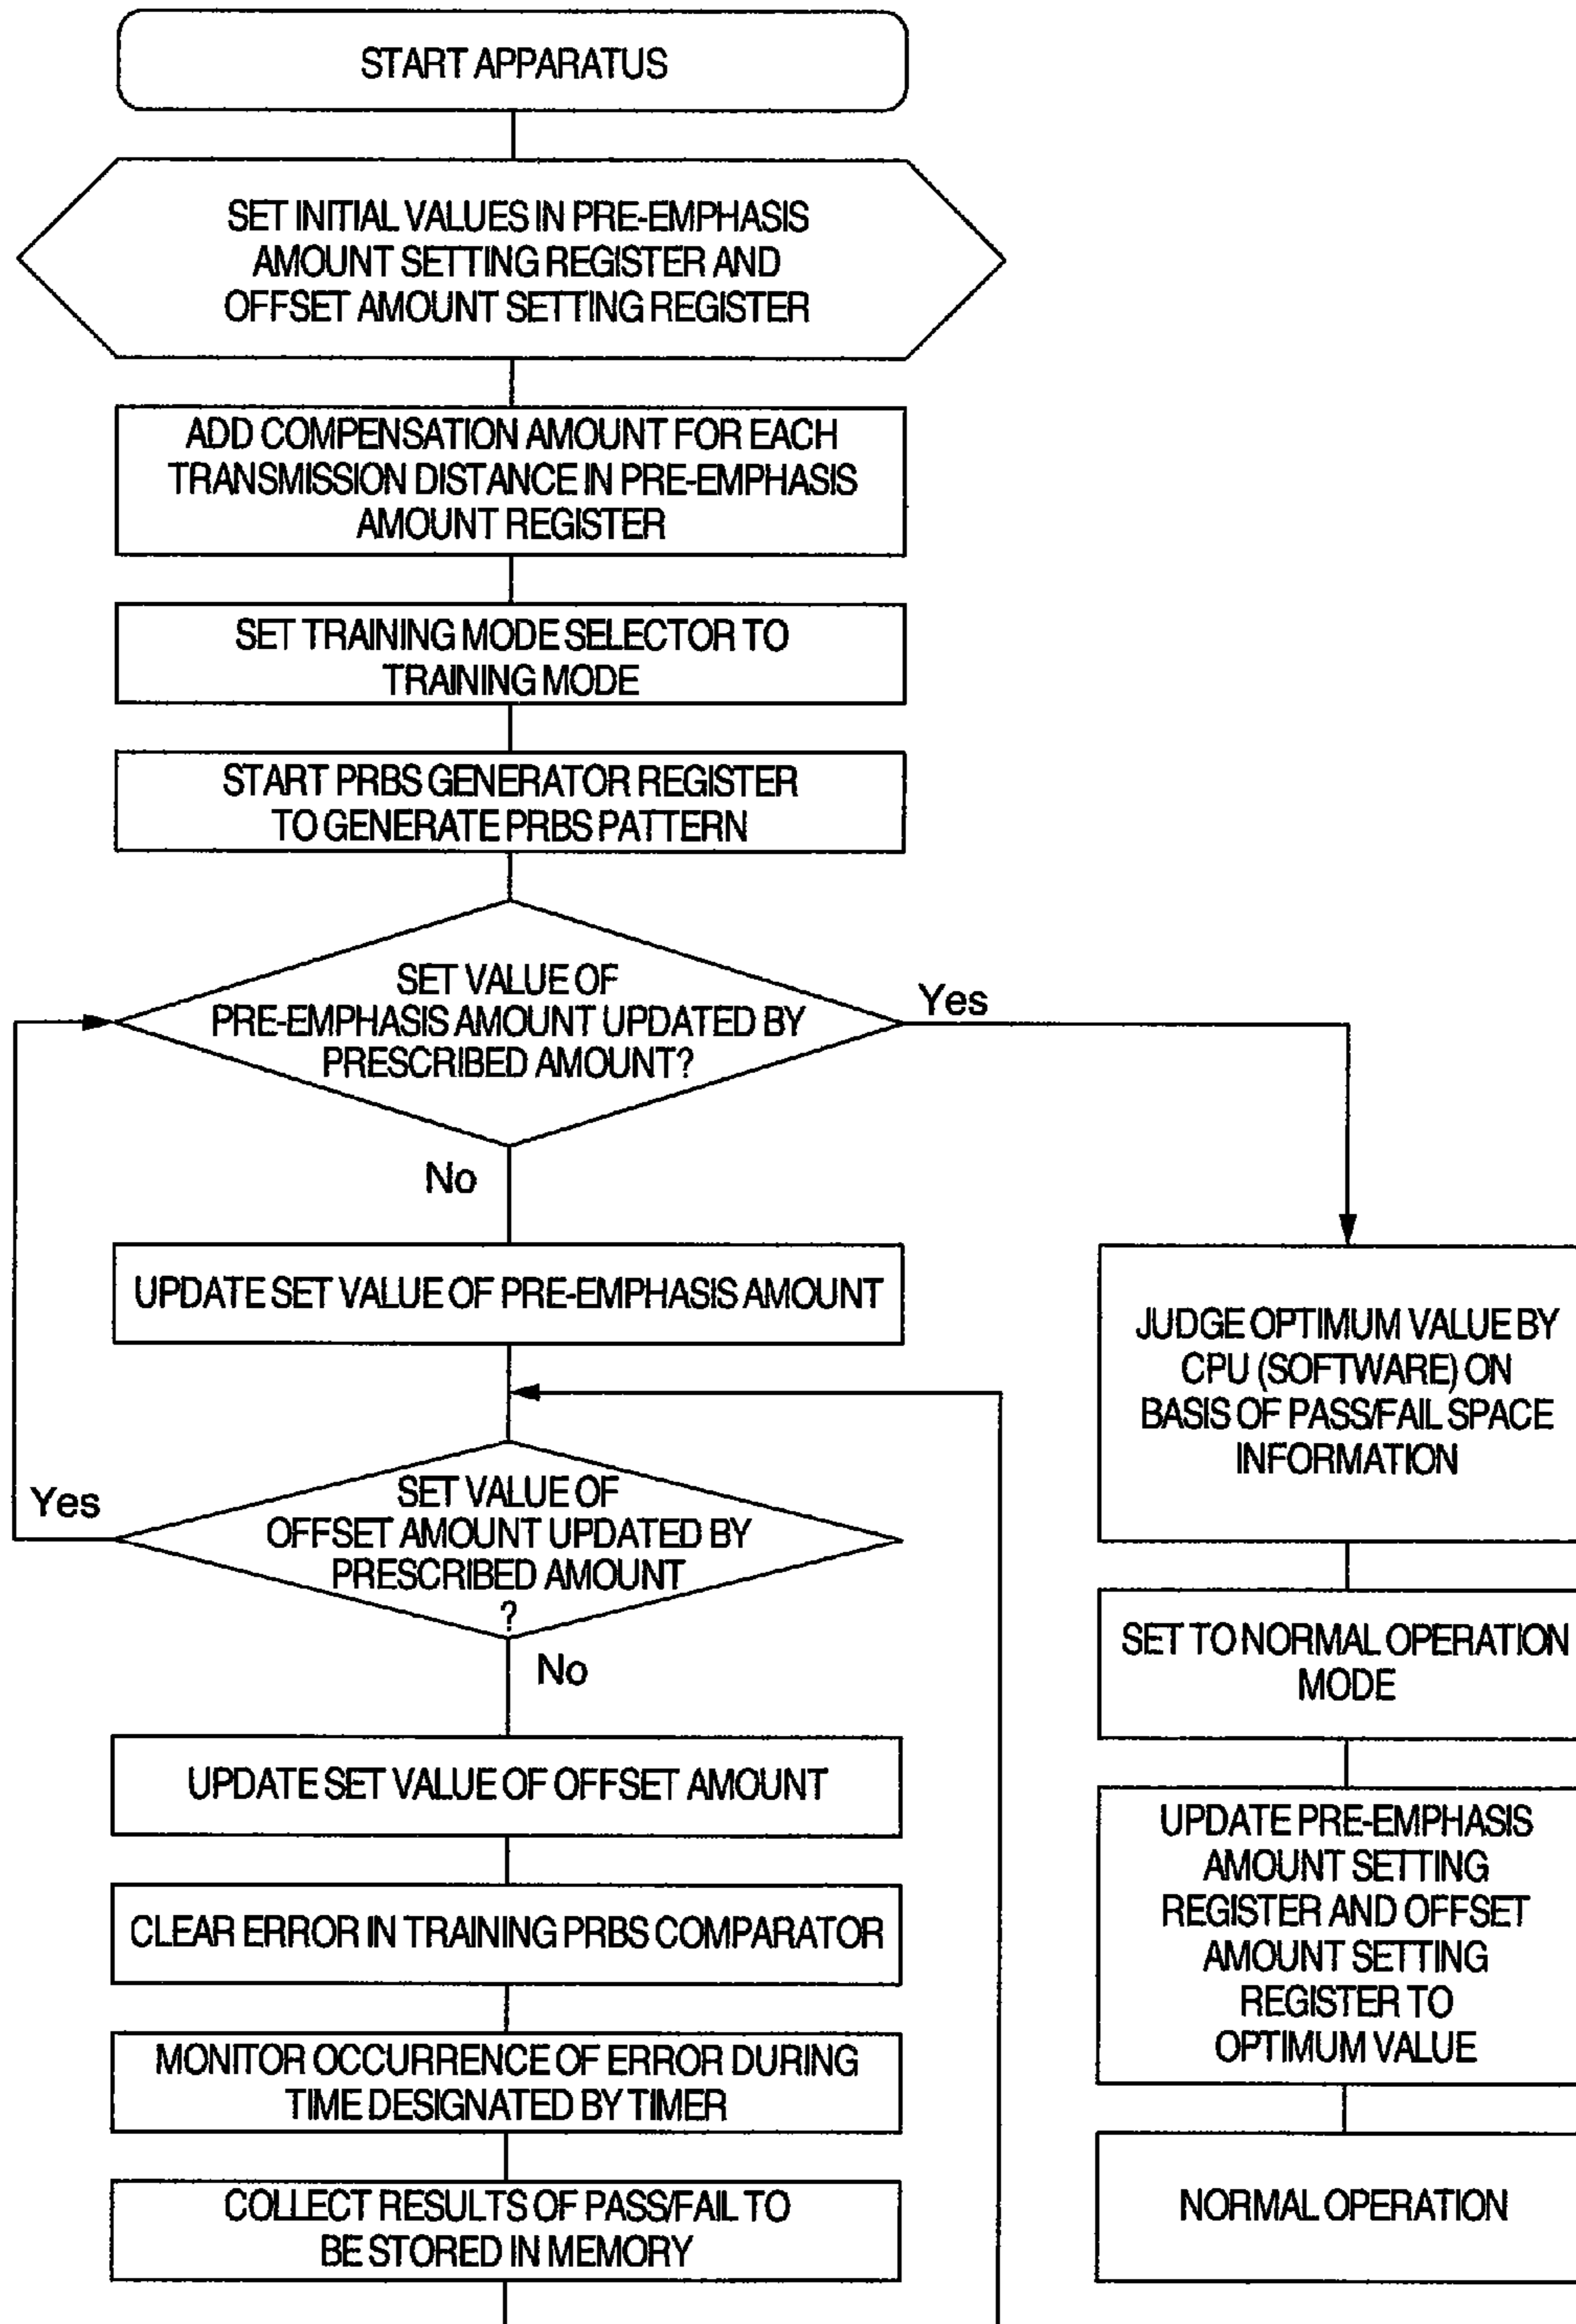 START APPARATUS
SET INITIAL VALUES IN PRE-EMPHASIS
AMOUNT SETTING REGISTER AND
OFFSET AMOUNT SETTING REGISTER
ADD COMPENSATION AMOUNT FOR EACH
TRANSMISSION DISTANCE IN PRE-EMPHASIS
AMOUNT REGISTER
SET TRAINING MODE SELECTOR TO
TRAINING MODE
START PRBS GENERATOR REGISTER
TO GENERATE PRBS PATTERN
SET VALUE OF
PRE-EMPHASIS AMOUNT UPDATED BY
PRESCRIBED AMOUNT?
Yes
No
UPDATE SET VALUE OF PRE-EMPHASIS AMOUNT
SET VALUE OF
OFFSET AMOUNT UPDATED BY
PRESCRIBED AMOUNT
?
Yes
No
UPDATE SET VALUE OF OFFSET AMOUNT
CLEAR ERROR IN TRAINING PRBS COMPARATOR
MONITOR OCCURRENCE OF ERROR DURING
TIME DESIGNATED BY TIMER
COLLECT RESULTS OF PASS/FAIL TO
BE STORED IN MEMORY
JUDGE OPTIMUM VALUE BY
CPU (SOFTWARE) ON
BASIS OF PASS/FAIL SPACE
INFORMATION
SET TO NORMAL OPERATION
MODE
UPDATE PRE-EMPHASIS
AMOUNT SETTING
REGISTER AND OFFSET
AMOUNT SETTING
REGISTER TO
OPTIMUM VALUE
NORMAL OPERATION